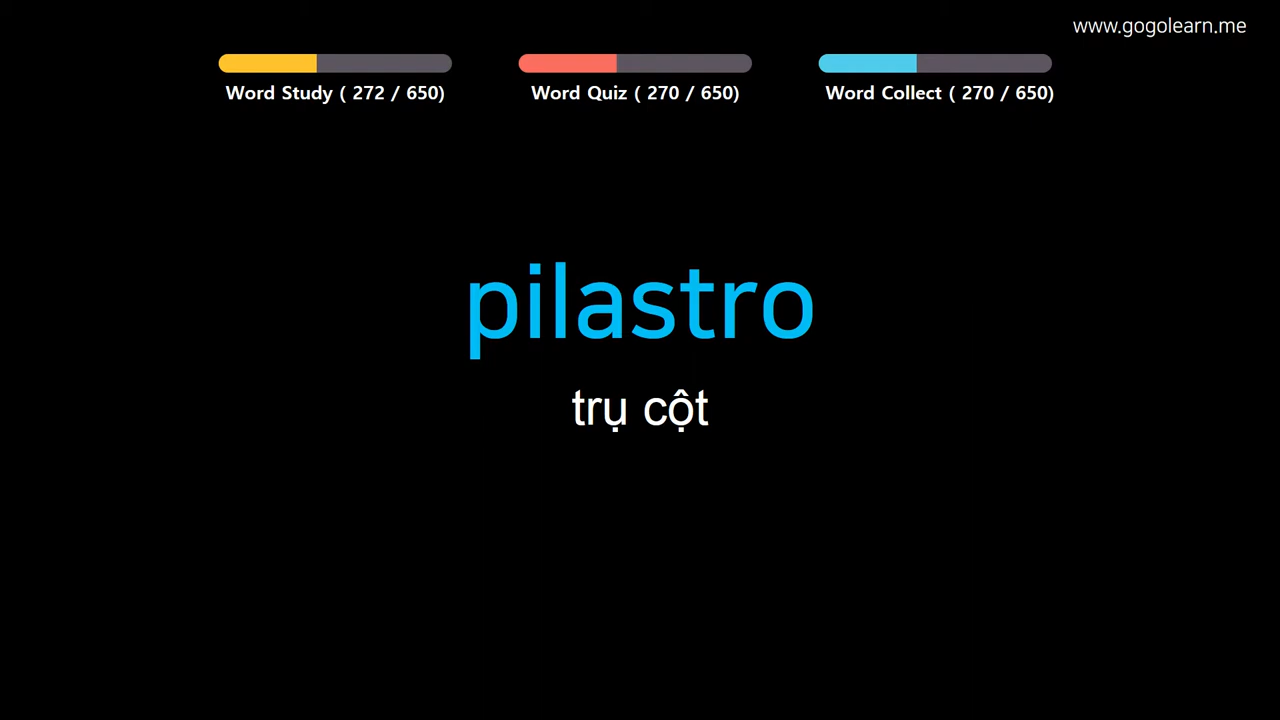 www.gogolearn.me
Word Study ( 272 / 650)
Word Quiz ( 270 / 650)
Word Collect ( 270 / 650)
pilastro
trụ cột